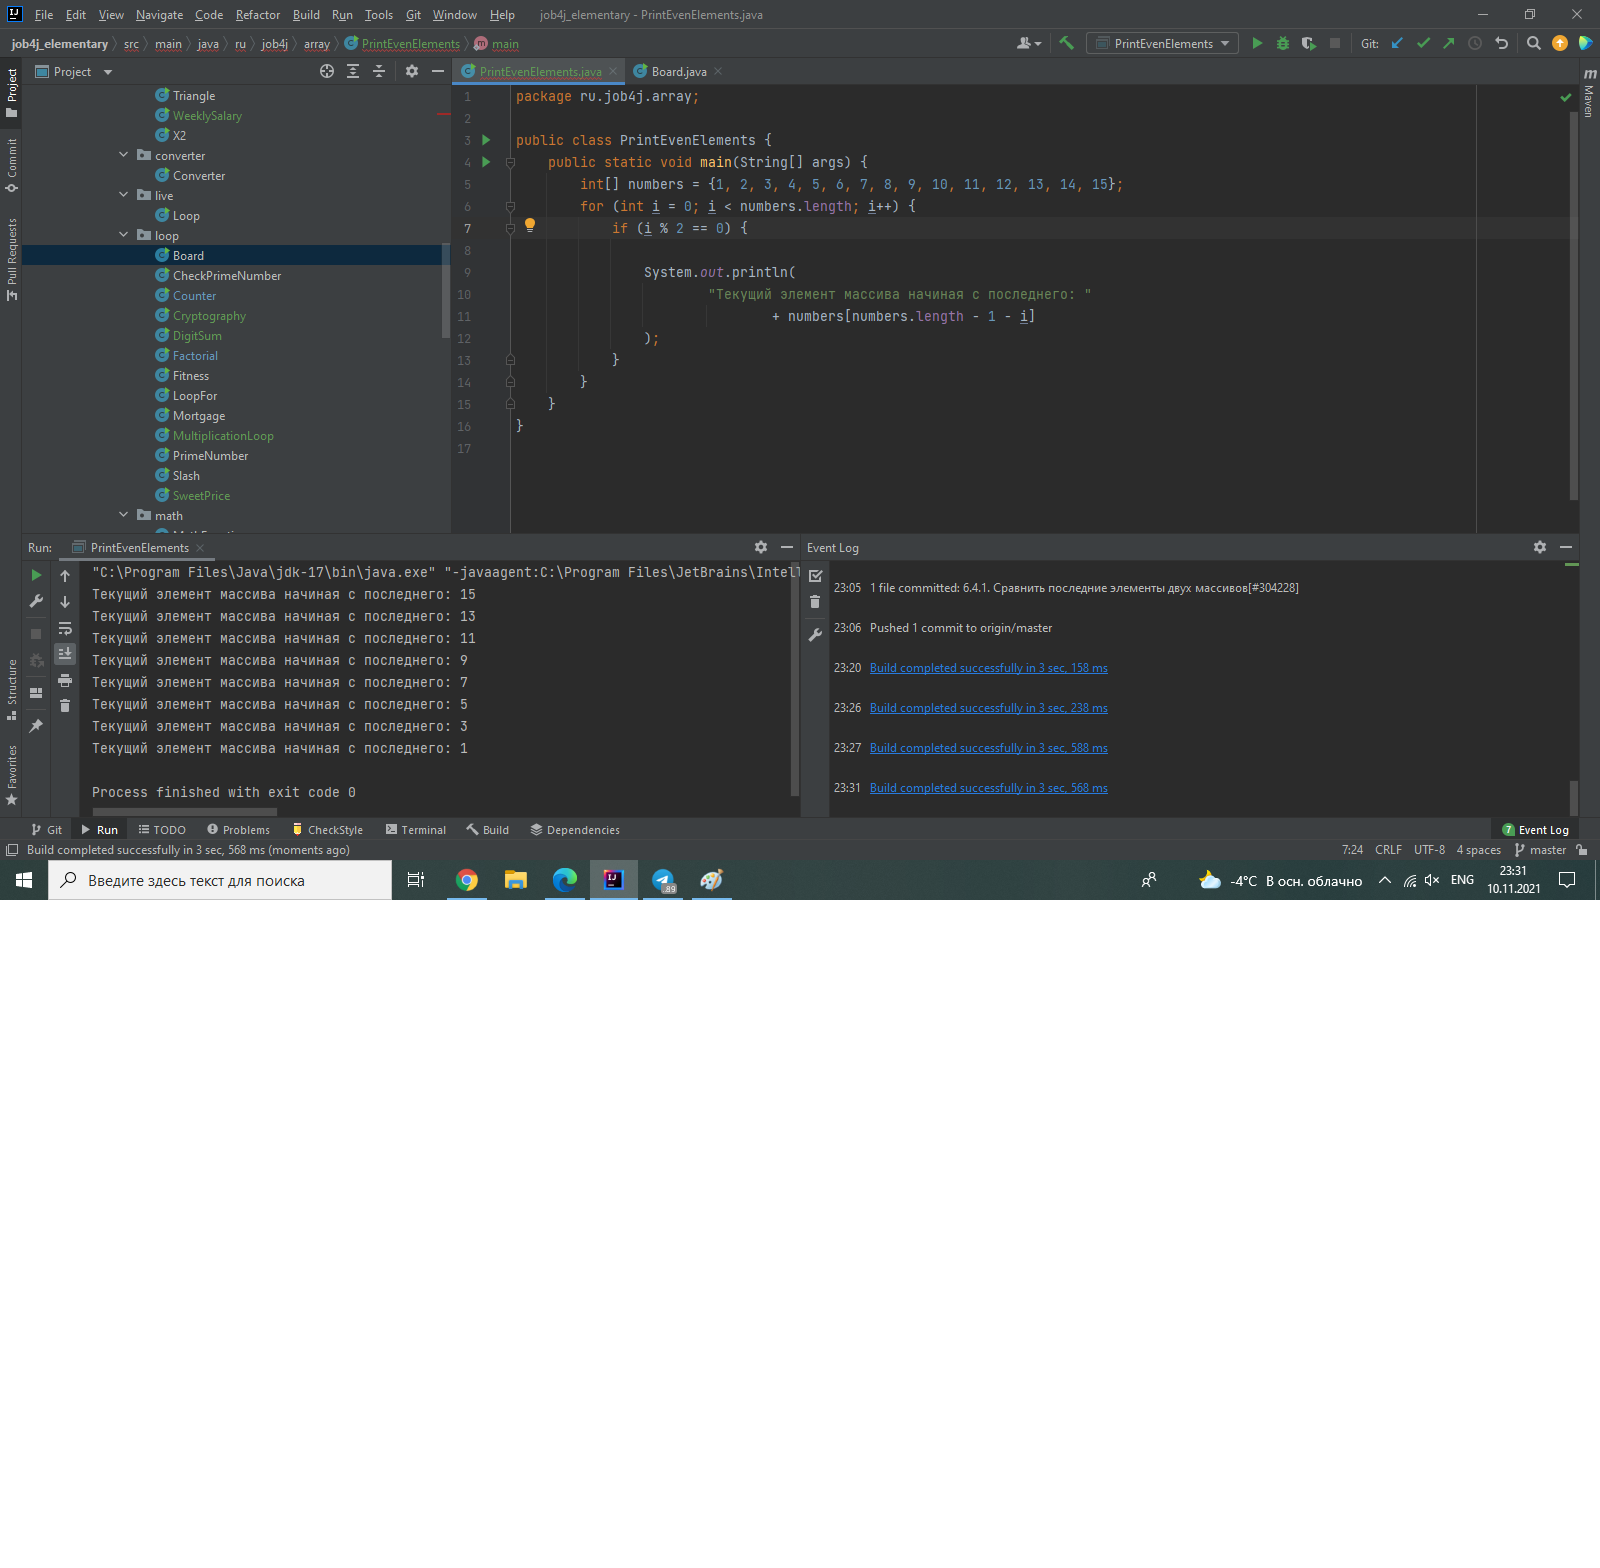 File Edit View Navigate Code Refactor Build Run Tools Git Window Help job4j_elementary - PrintEvenElements.java
job4j_elementary src main java ru job4j array PrintEvenElements main PrintEvenElements Git:
Project
PrintEvenElements.java Board.java
Triangle
WeeklySalary
X2
converter
Converter
live
Loop
loop
Board
CheckPrimeNumber
Counter
Cryptography
DigitSum
Factorial
Fitness
LoopFor
Mortgage
MultiplicationLoop
PrimeNumber
Slash
SweetPrice
math
1 package ru.job4j.array;
2
3 public class PrintEvenElements {
4 public static void main(String[] args) {
5 int[] numbers = {1, 2, 3, 4, 5, 6, 7, 8, 9, 10, 11, 12, 13, 14, 15};
6 for (int i = 0; i < numbers.length; i++) {
7 if (i % 2 == 0) {
8
9 System.out.println(
10 "Текущий элемент массива начиная с последнего: "
11 + numbers[numbers.length - 1 - i]
12 );
13 }
14 }
15 }
16 }
17
Project
Commit
Pull Requests
Structure
Favorites
Maven
Run: PrintEvenElements
"C:\Program Files\Java\jdk-17\bin\java.exe" "-javaagent:C:\Program Files\JetBrains\Intell
Текущий элемент массива начиная с последнего: 15
Текущий элемент массива начиная с последнего: 13
Текущий элемент массива начиная с последнего: 11
Текущий элемент массива начиная с последнего: 9
Текущий элемент массива начиная с последнего: 7
Текущий элемент массива начиная с последнего: 5
Текущий элемент массива начиная с последнего: 3
Текущий элемент массива начиная с последнего: 1
Process finished with exit code 0
Event Log
23:05 1 file committed: 6.4.1. Сравнить последние элементы двух массивов[#304228]
23:06 Pushed 1 commit to origin/master
23:20 Build completed successfully in 3 sec, 158 ms
23:26 Build completed successfully in 3 sec, 238 ms
23:27 Build completed successfully in 3 sec, 588 ms
23:31 Build completed successfully in 3 sec, 568 ms
Git Run TODO Problems CheckStyle Terminal Build Dependencies 7 Event Log
Build completed successfully in 3 sec, 568 ms (moments ago) 7:24 CRLF UTF-8 4 spaces master
Введите здесь текст для поиска 89 -4°C В осн. облачно ENG 23:31
10.11.2021